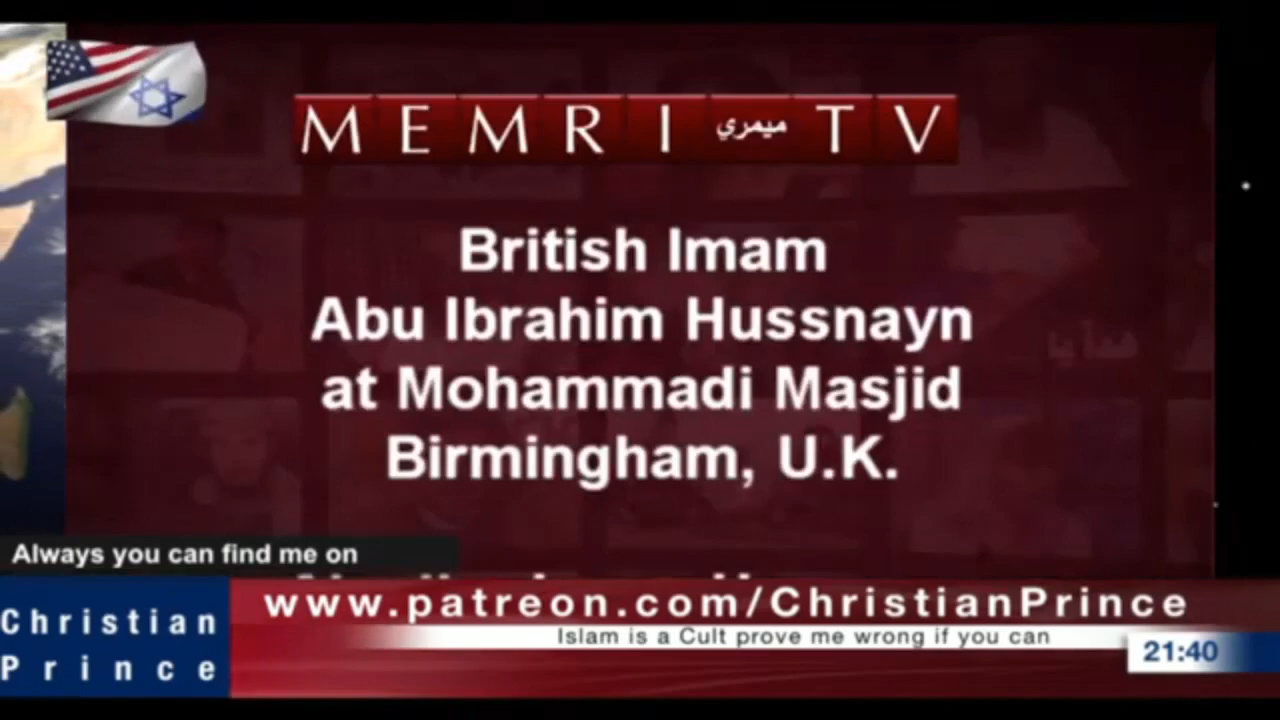 MEMRI ميمري TV
British Imam
Abu Ibrahim Hussnayn
at Mohammadi Masjid
Birmingham, U.K.
Always you can find me on
Christian
Prince
www.patreon.com/ChristianPrince
Islam is a Cult prove me wrong if you can
21:40